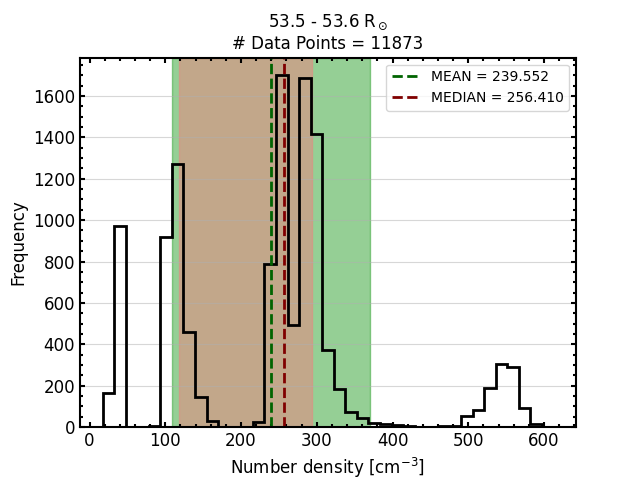 53.5 - 53.6 R⊙
# Data Points = 11873
MEAN = 239.552
MEDIAN = 256.410
1600
1400
1200
1000
800
600
400
200
0
Frequency
0 100 200 300 400 500 600
Number density [cm⁻³]